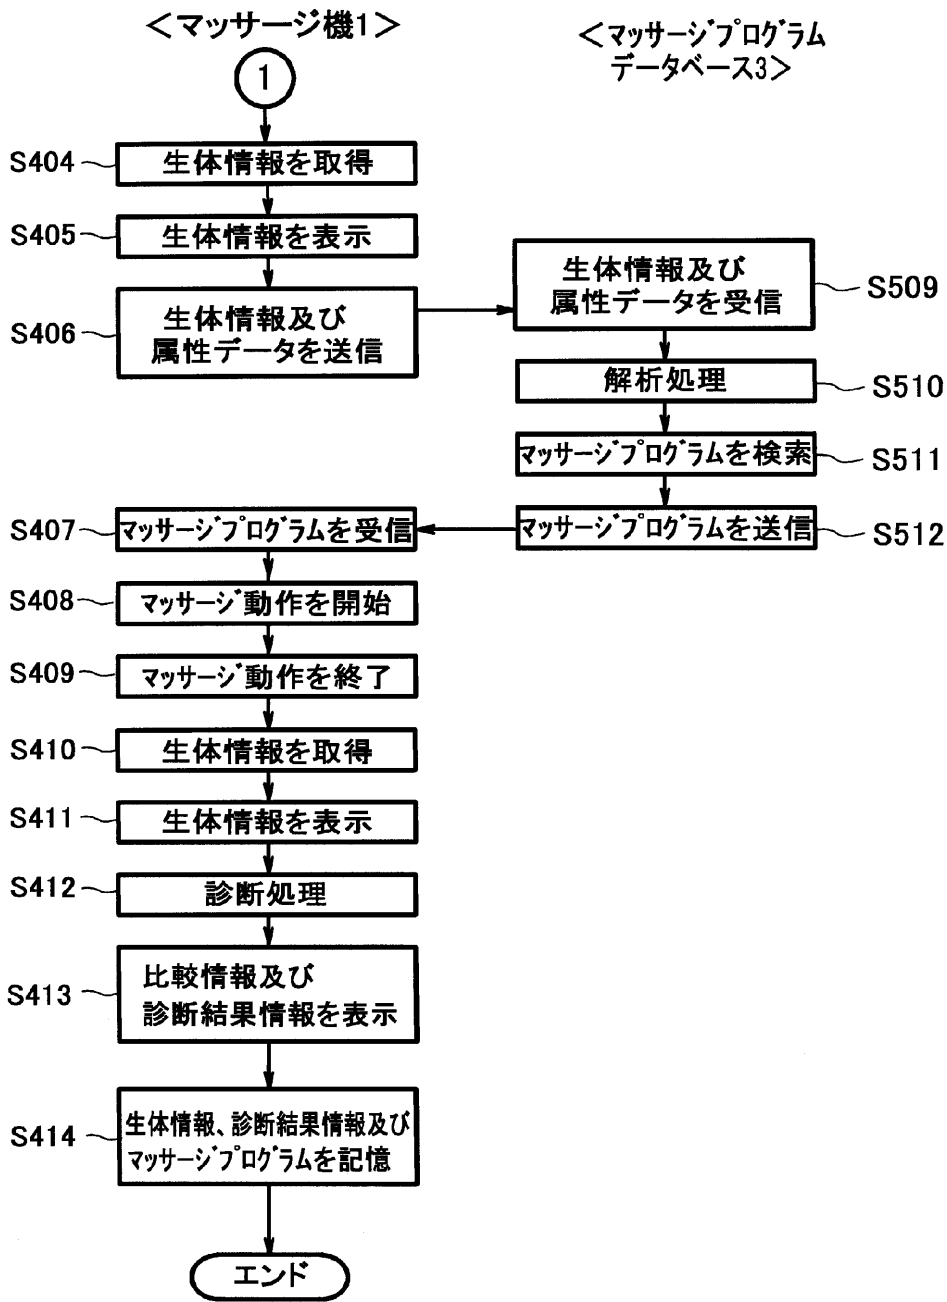 ＜マッサージ機1＞
＜マッサージプログラム
データベース3＞
1
S404
生体情報を取得
S405
生体情報を表示
S406
生体情報及び
属性データを送信
生体情報及び
属性データを受信
S509
解析処理
S510
マッサージプログラムを検索
S511
マッサージプログラムを送信
S512
S407
マッサージプログラムを受信
S408
マッサージ動作を開始
S409
マッサージ動作を終了
S410
生体情報を取得
S411
生体情報を表示
S412
診断処理
S413
比較情報及び
診断結果情報を表示
S414
生体情報、診断結果情報及び
マッサージプログラムを記憶
エンド